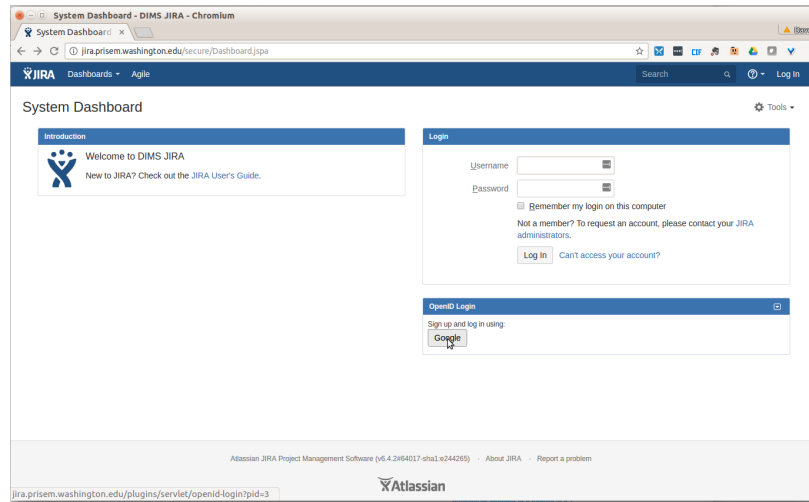 System Dashboard - DIMS JIRA - Chromium
System Dashboard
jira.prisem.washington.edu/secure/Dashboard.jspa
CIF
JIRA Dashboards Agile Search Log In
System Dashboard Tools
Introduction
Welcome to DIMS JIRA
New to JIRA? Check out the JIRA User's Guide.
Login
Username
Password
Remember my login on this computer
Not a member? To request an account, please contact your JIRA
administrators.
Log In Can't access your account?
OpenID Login
Sign up and log in using:
Google
Atlassian JIRA Project Management Software (v6.4.2#64017-sha1:e244265) · About JIRA · Report a problem
Atlassian
jira.prisem.washington.edu/plugins/servlet/openid-login?pid=3